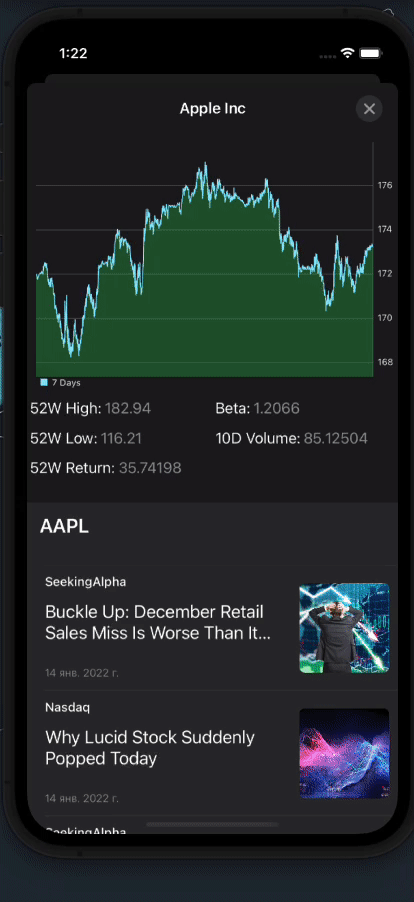 1:22
Apple Inc
176
174
172
170
168
7 Days
52W High: 182.94
Beta: 1.2066
52W Low: 116.21
10D Volume: 85.12504
52W Return: 35.74198
AAPL
SeekingAlpha
Buckle Up: December Retail
Sales Miss Is Worse Than It...
14 янв. 2022 г.
Nasdaq
Why Lucid Stock Suddenly
Popped Today
14 янв. 2022 г.
SeekingAlpha